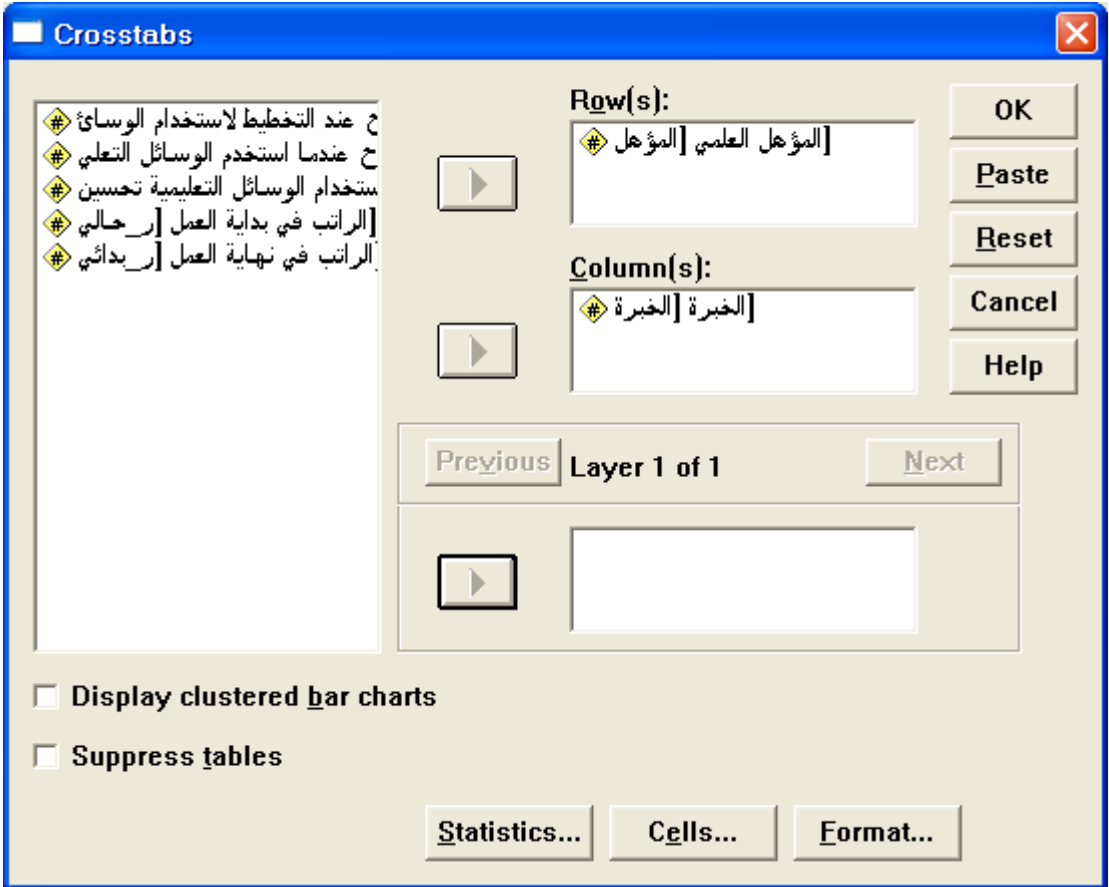 Crosstabs
ح عند التخطيط لاستخدام الوسائ
ح عندما استخدم الوسائل التعلي
ستخدام الوسائل التعليمية تحسين
الراتب في بداية العمل [ر_حالي]
الراتب في نهاية العمل [ر_بدائي
Row(s):
المؤهل العلمي [المؤهل]
Column(s):
الخبرة [الخبرة]
OK
Paste
Reset
Cancel
Help
Previous
Layer 1 of 1
Next
Display clustered bar charts
Suppress tables
Statistics...
Cells...
Format...